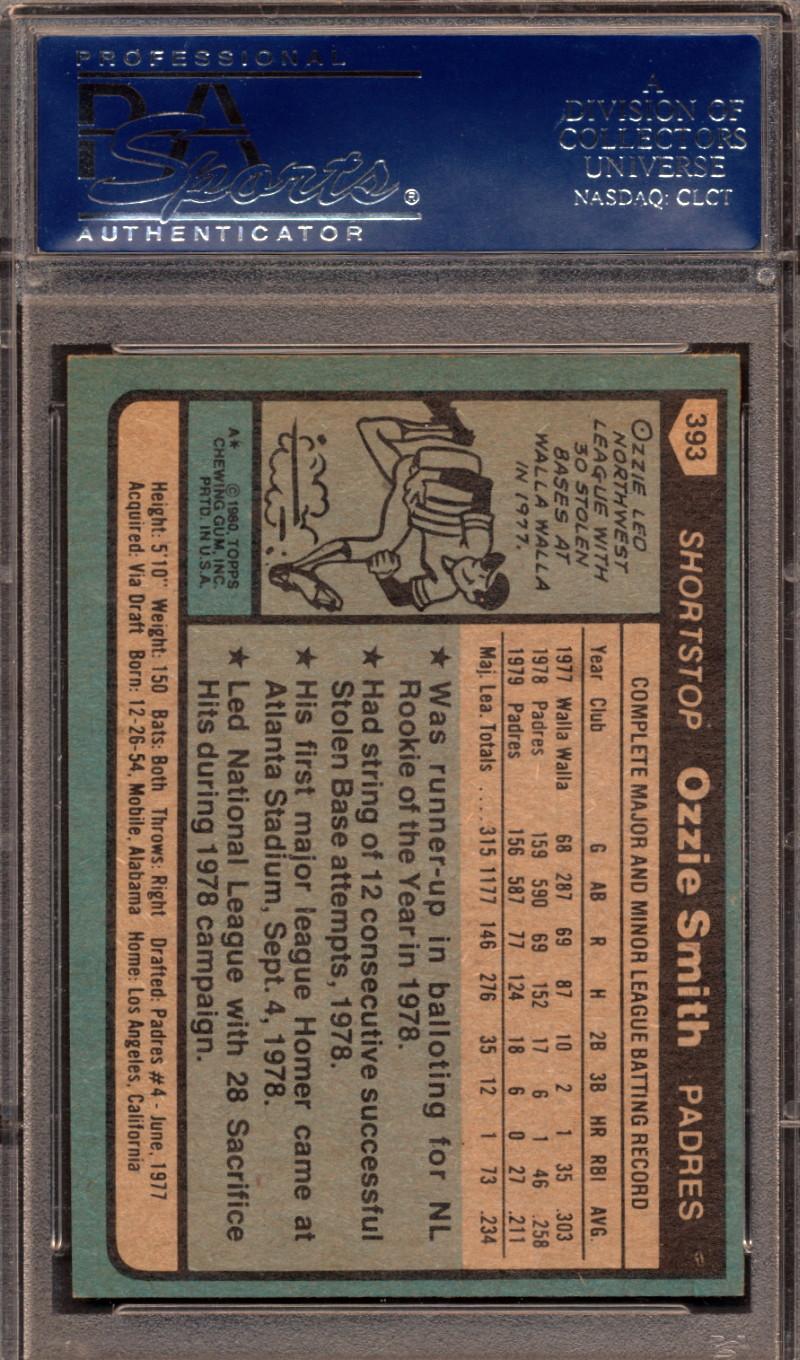 PROFESSIONAL
PSA
Sports®
AUTHENTICATOR
A
DIVISION OF
COLLECTORS
UNIVERSE
NASDAQ: CLCT
393
SHORTSTOP Ozzie Smith PADRES
OZZIE LED
NORTHWEST
LEAGUE WITH
30 STOLEN
BASES AT
WALLA WALLA
IN 1977.
A* © 1980, TOPPS
CHEWING GUM, INC.
PRTD. IN U.S.A.
COMPLETE MAJOR AND MINOR LEAGUE BATTING RECORD
Year Club G AB R H 2B 3B HR RBI AVG.
1977 Walla Walla 68 287 69 87 10 2 1 35 .303
1978 Padres 159 590 69 152 17 6 1 46 .258
1979 Padres 156 587 77 124 18 6 0 27 .211
Maj. Lea. Totals .... 315 1177 146 276 35 12 1 73 .234
★ Was runner-up in balloting for NL
Rookie of the Year in 1978.
★ Had string of 12 consecutive successful
Stolen Base attempts, 1978.
★ His first major league Homer came at
Atlanta Stadium, Sept. 4, 1978.
★ Led National League with 28 Sacrifice
Hits during 1978 campaign.
Height: 5'10" Weight: 150 Bats: Both Throws: Right Drafted: Padres #4 - June, 1977
Acquired: Via Draft Born: 12-26-54, Mobile, Alabama Home: Los Angeles, California